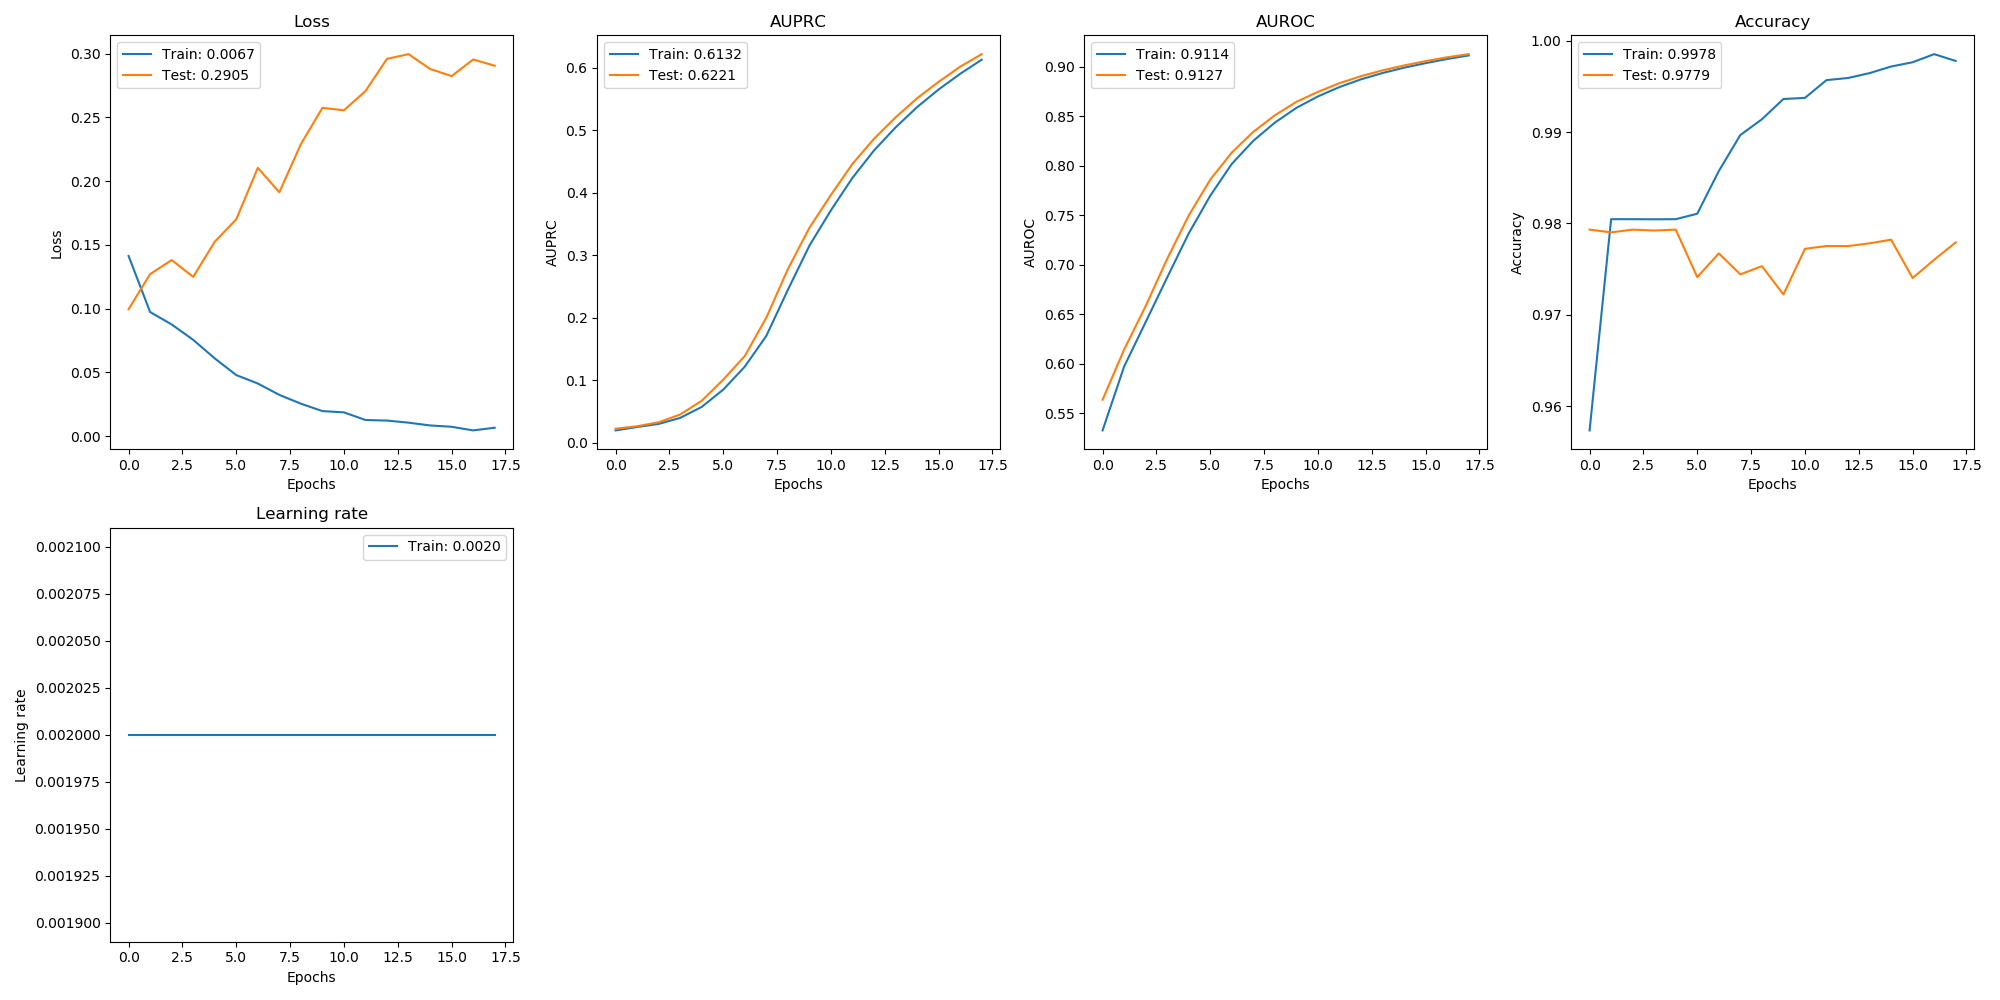 Loss
Train: 0.0067
Test: 0.2905
0.30
0.25
0.20
0.15
0.10
0.05
0.00
Loss
0.0 2.5 5.0 7.5 10.0 12.5 15.0 17.5
Epochs
AUPRC
Train: 0.6132
Test: 0.6221
0.6
0.5
0.4
0.3
0.2
0.1
0.0
AUPRC
0.0 2.5 5.0 7.5 10.0 12.5 15.0 17.5
Epochs
AUROC
Train: 0.9114
Test: 0.9127
0.90
0.85
0.80
0.75
0.70
0.65
0.60
0.55
AUROC
0.0 2.5 5.0 7.5 10.0 12.5 15.0 17.5
Epochs
Accuracy
Train: 0.9978
Test: 0.9779
1.00
0.99
0.98
0.97
0.96
Accuracy
0.0 2.5 5.0 7.5 10.0 12.5 15.0 17.5
Epochs
Learning rate
Train: 0.0020
0.002100
0.002075
0.002050
0.002025
0.002000
0.001975
0.001950
0.001925
0.001900
Learning rate
0.0 2.5 5.0 7.5 10.0 12.5 15.0 17.5
Epochs